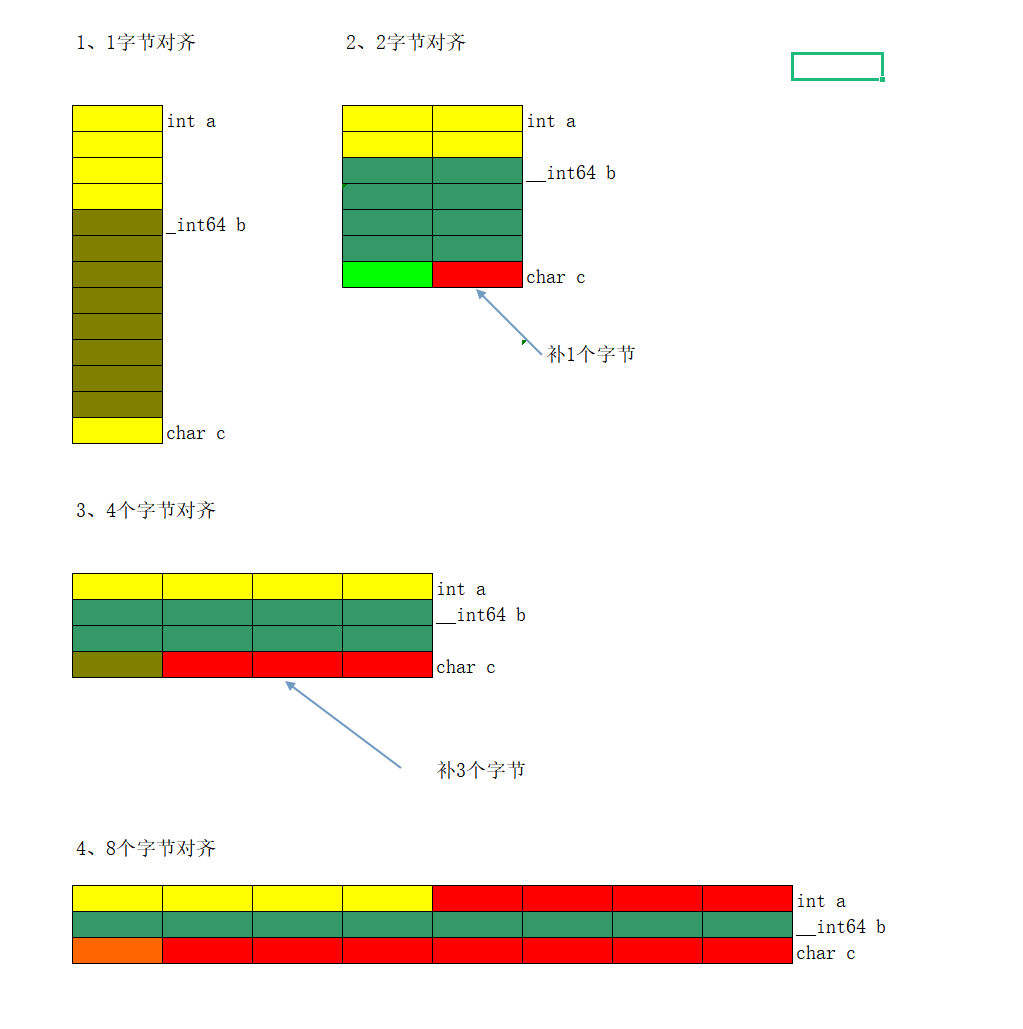 1、1字节对齐
2、2字节对齐
int a
_int64 b
char c
int a
__int64 b
char c
补1个字节
3、4个字节对齐
int a
__int64 b
char c
补3个字节
4、8个字节对齐
int a
__int64 b
char c